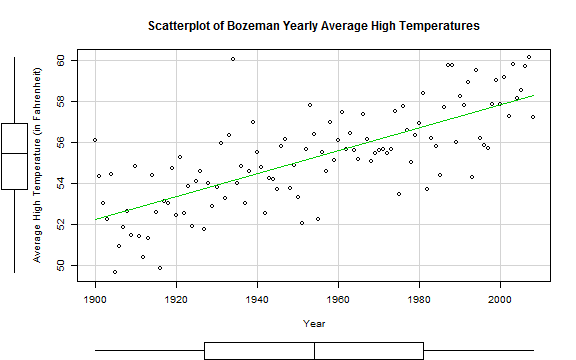 Scatterplot of Bozeman Yearly Average High Temperatures
Average High Temperature (in Fahrenheit)
60
58
56
54
52
50
1900 1920 1940 1960 1980 2000
Year